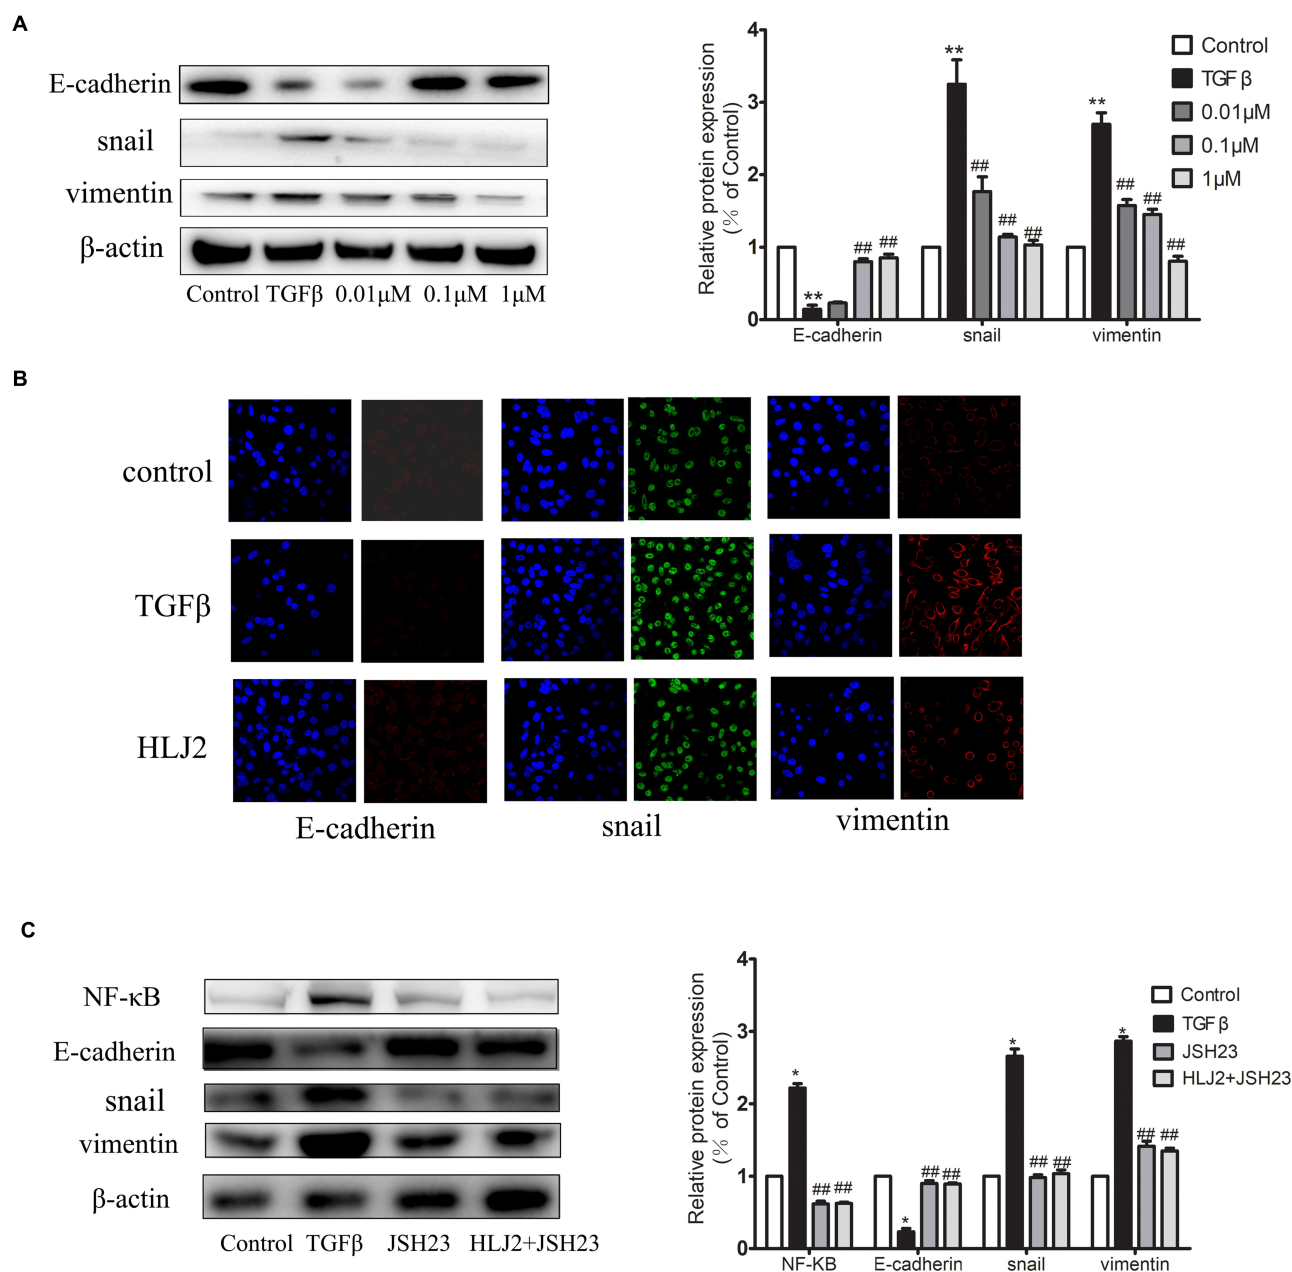 A
E-cadherin
snail
vimentin
β-actin
Control TGFβ 0.01μM 0.1μM 1μM
Relative protein expression
(% of Control)
4
3
2
1
0
** ** **
## ## ## ## ## ## ## ##
E-cadherin snail vimentin
Control
TGFβ
0.01μM
0.1μM
1μM
B
control
TGFβ
HLJ2
E-cadherin snail vimentin
C
NF-κB
E-cadherin
snail
vimentin
β-actin
Control TGFβ JSH23 HLJ2+JSH23
Relative protein expression
(% of Control)
4
3
2
1
0
* * * *
## ## ## ## ## ## ## ##
NF-KB E-cadherin snail vimentin
Control
TGFβ
JSH23
HLJ2+JSH23